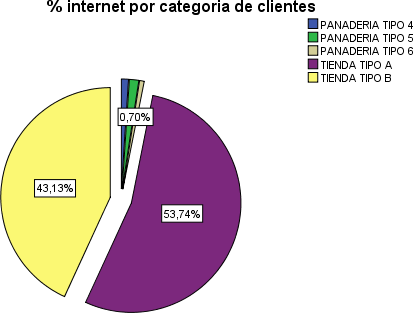 % internet por categoria de clientes
PANADERIA TIPO 4
PANADERIA TIPO 5
PANADERIA TIPO 6
TIENDA TIPO A
TIENDA TIPO B
0,70%
43,13%
53,74%